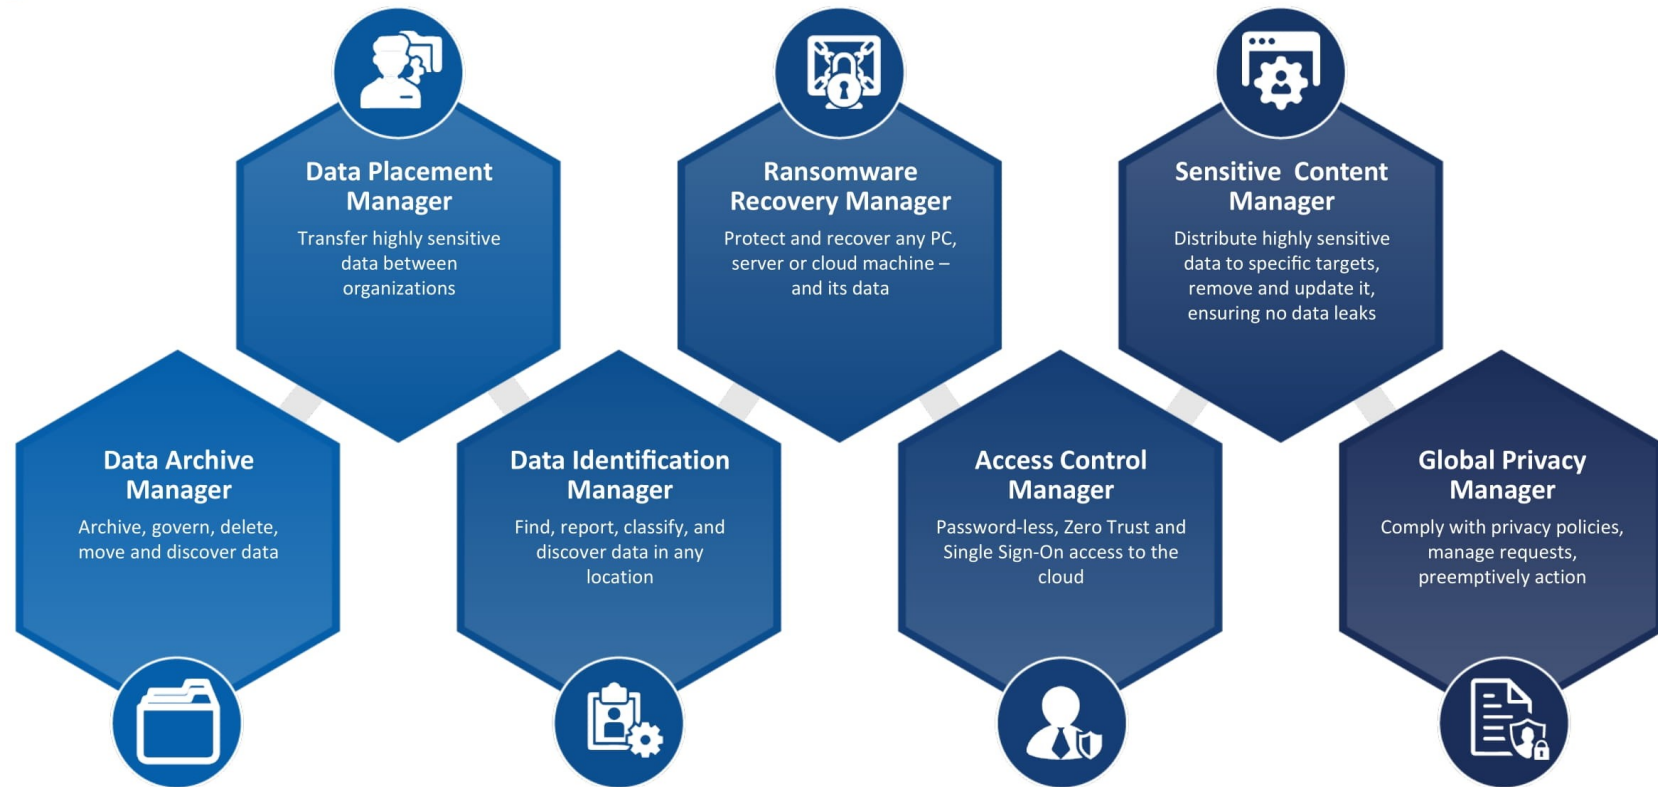 Data Placement
Manager
Transfer highly sensitive
data between
organizations
Ransomware
Recovery Manager
Protect and recover any PC,
server or cloud machine –
and its data
Sensitive Content
Manager
Distribute highly sensitive
data to specific targets,
remove and update it,
ensuring no data leaks
Data Archive
Manager
Archive, govern, delete,
move and discover data
Data Identification
Manager
Find, report, classify, and
discover data in any
location
Access Control
Manager
Password-less, Zero Trust and
Single Sign-On access to the
cloud
Global Privacy
Manager
Comply with privacy policies,
manage requests,
preemptively action